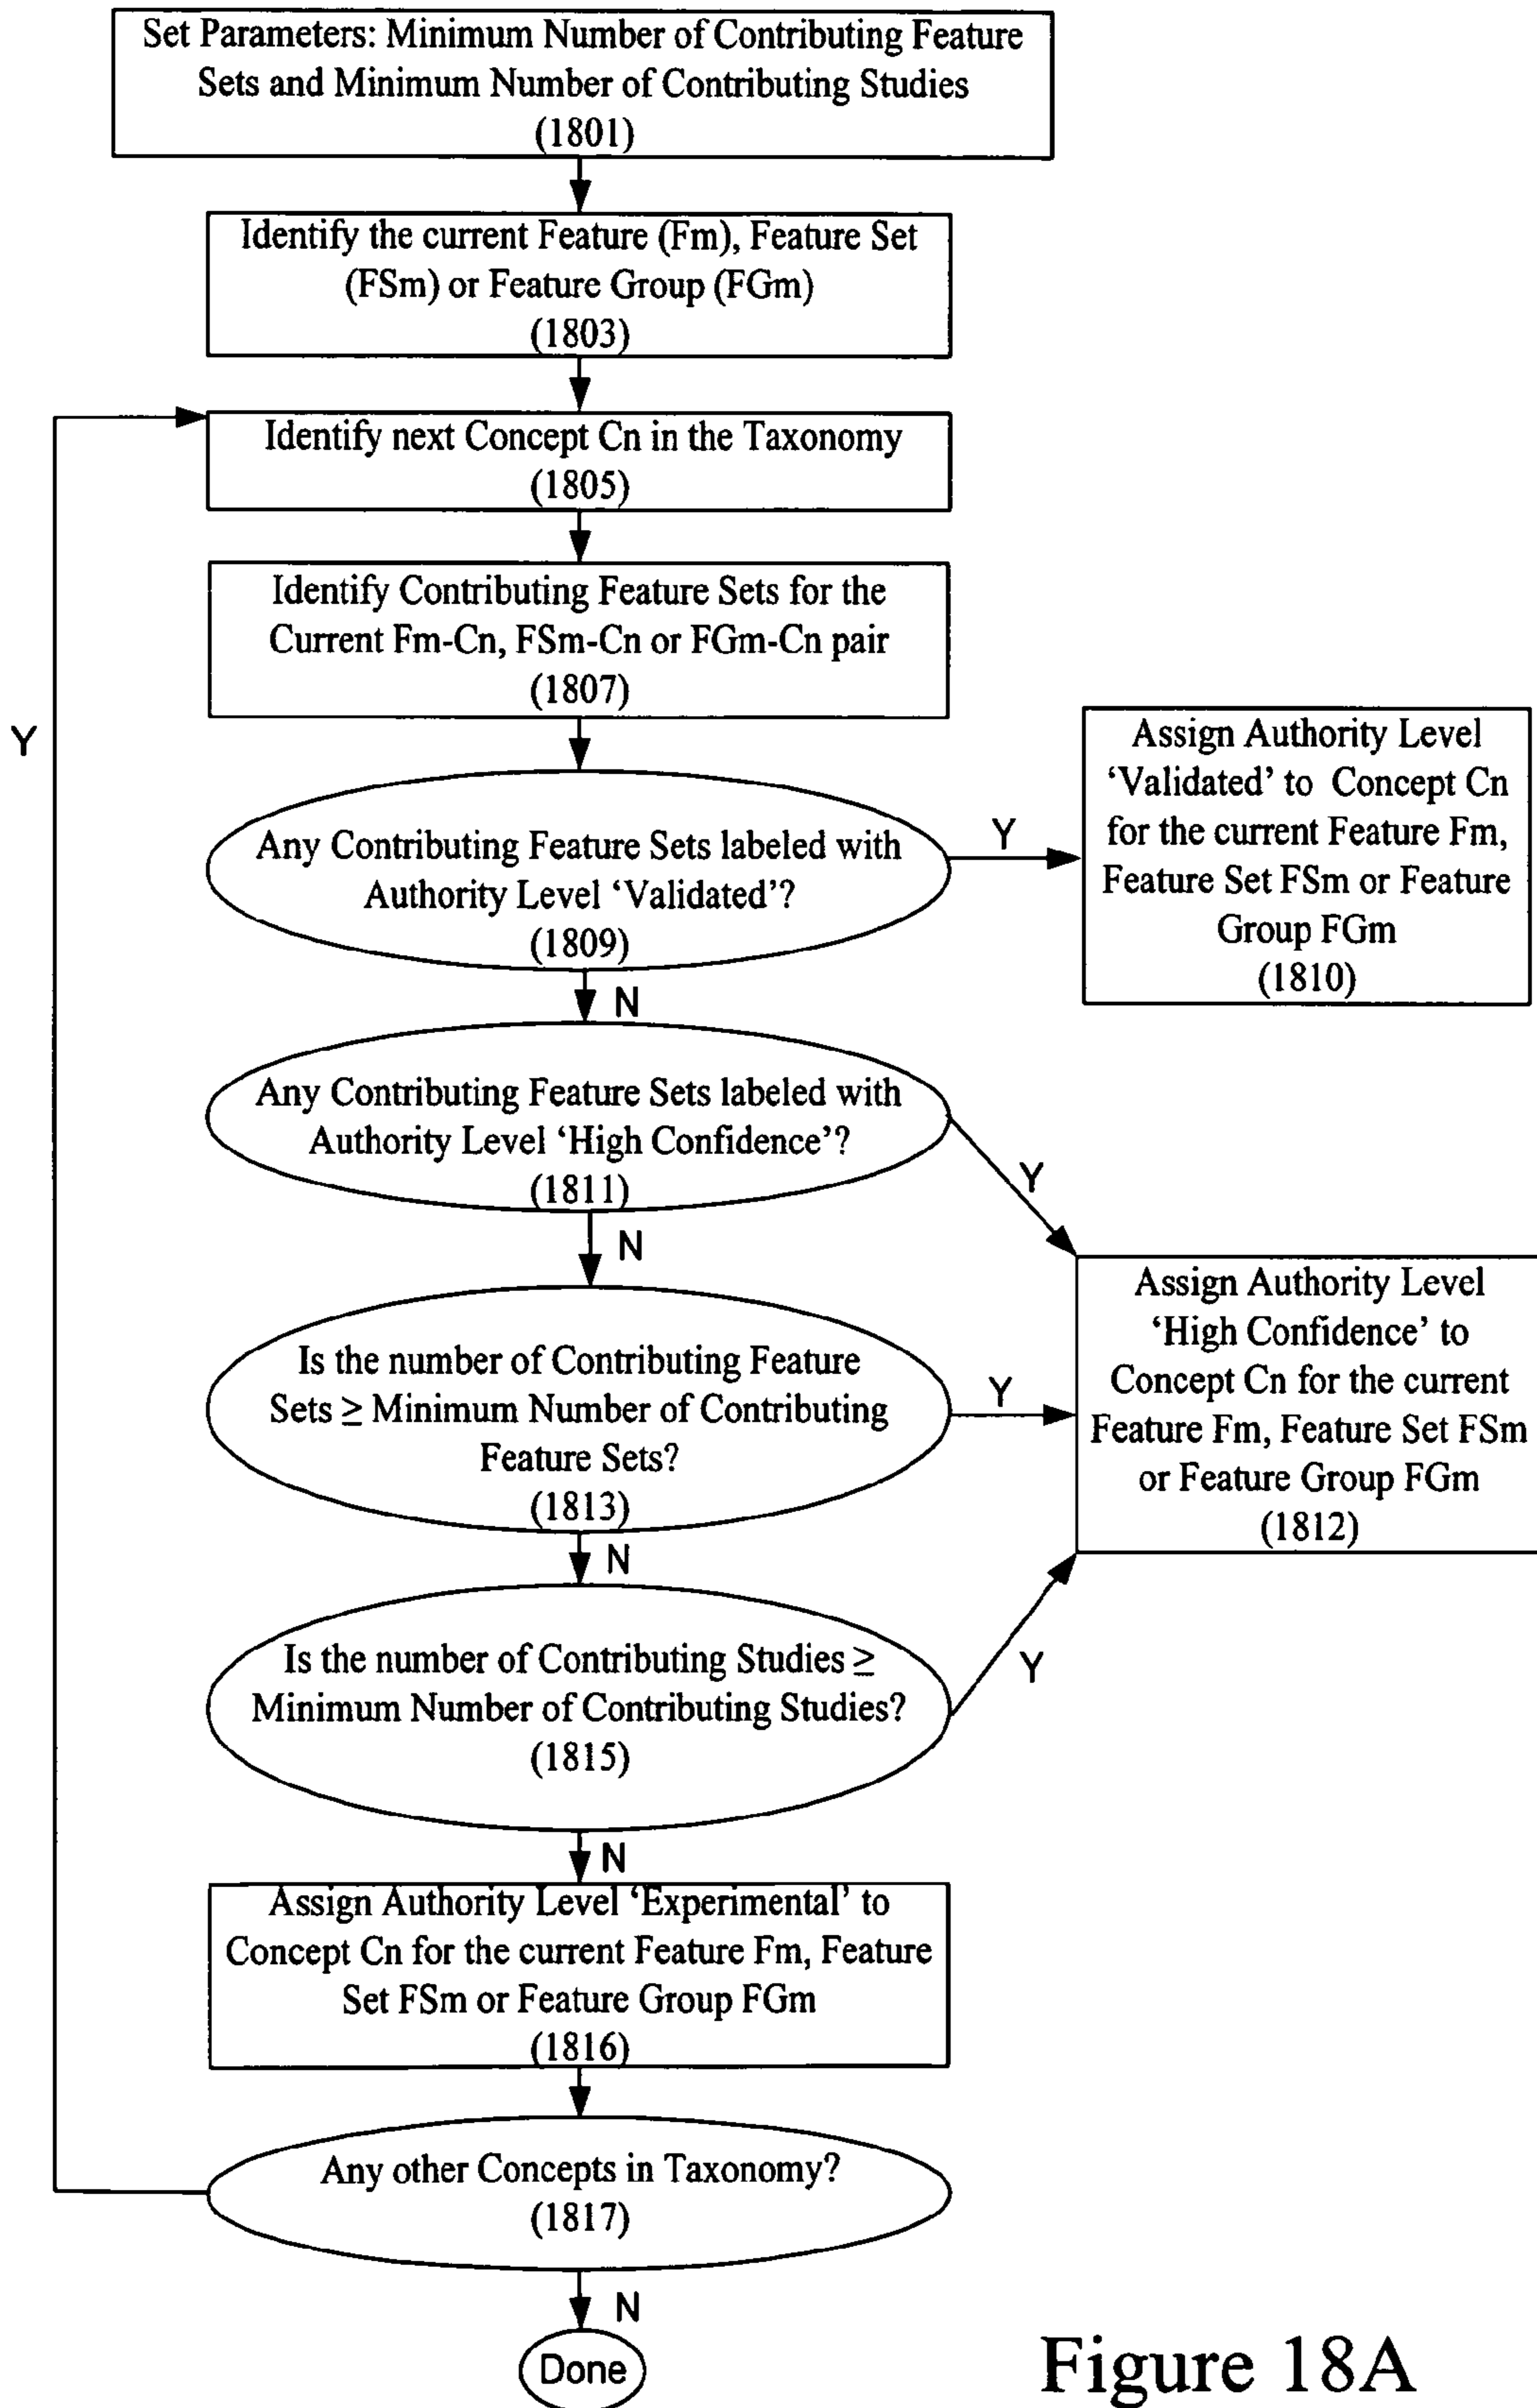 Set Parameters: Minimum Number of Contributing Feature
Sets and Minimum Number of Contributing Studies
(1801)
Identify the current Feature (Fm), Feature Set
(FSm) or Feature Group (FGm)
(1803)
Identify next Concept Cn in the Taxonomy
(1805)
Identify Contributing Feature Sets for the
Current Fm-Cn, FSm-Cn or FGm-Cn pair
(1807)
Y
Any Contributing Feature Sets labeled with
Authority Level ‘Validated’?
(1809)
Y
Assign Authority Level
‘Validated’ to Concept Cn
for the current Feature Fm,
Feature Set FSm or Feature
Group FGm
(1810)
N
Any Contributing Feature Sets labeled with
Authority Level ‘High Confidence’?
(1811)
Y
N
Is the number of Contributing Feature
Sets ≥ Minimum Number of Contributing
Feature Sets?
(1813)
Y
Assign Authority Level
‘High Confidence’ to
Concept Cn for the current
Feature Fm, Feature Set FSm
or Feature Group FGm
(1812)
N
Is the number of Contributing Studies ≥
Minimum Number of Contributing Studies?
(1815)
Y
N
Assign Authority Level ‘Experimental’ to
Concept Cn for the current Feature Fm, Feature
Set FSm or Feature Group FGm
(1816)
Any other Concepts in Taxonomy?
(1817)
N
Done
Figure 18A